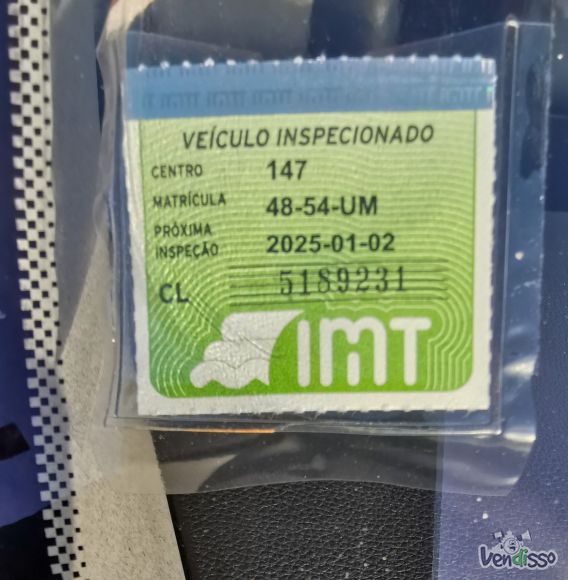 VEÍCULO INSPECIONADO
CENTRO 147
MATRÍCULA 48-54-UM
PRÓXIMA INSPEÇÃO 2025-01-02
CL 5189231
IMT
Vendisso